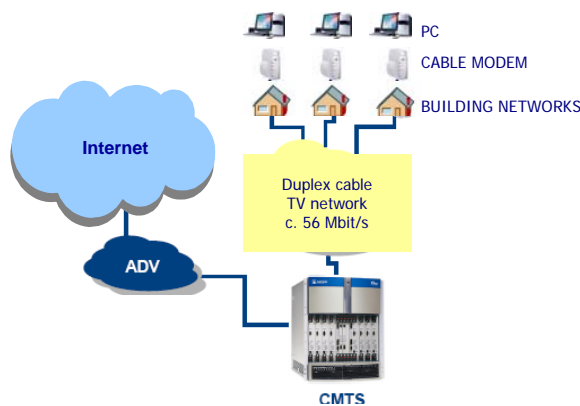 PC
CABLE MODEM
BUILDING NETWORKS
Internet
Duplex cable
TV network
c. 56 Mbit/s
ADV
CMTS